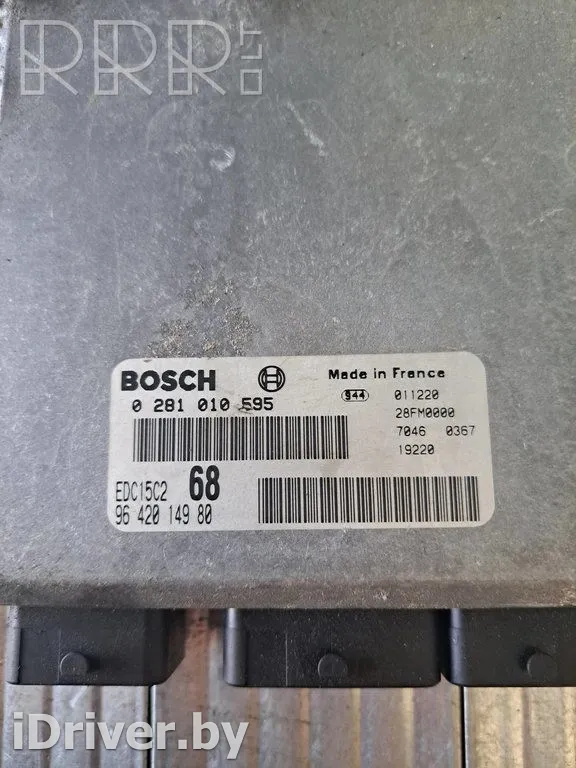 RRR.LT
BOSCH
Made in France
0 281 010 595
944
011220
28FM0000
7046 0367
19220
EDC15C2 68
96 420 149 80
iDriver.by